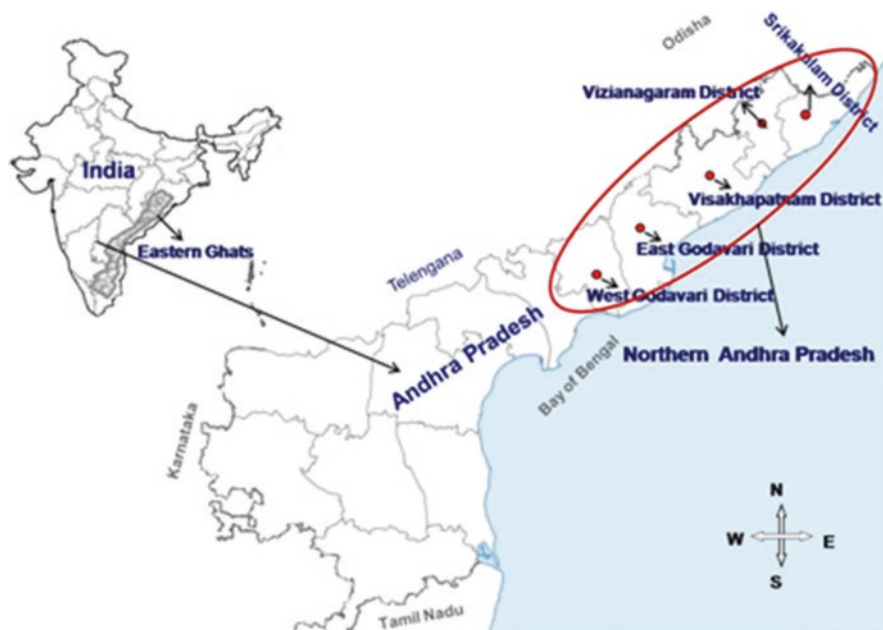 Odisha
Srikakulam District
Vizianagaram District
India
Visakhapatnam District
Eastern Ghats
East Godavari District
Telengana
West Godavari District
Andhra Pradesh
Northern Andhra Pradesh
Bay of Bengal
Karnataka
N
W
E
S
Tamil Nadu